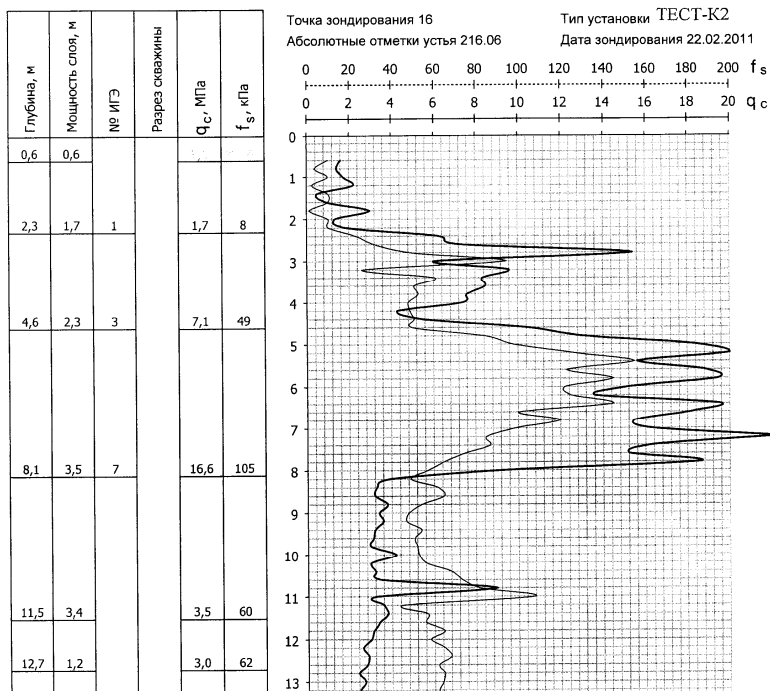 Точка зондирования 16 Тип установки ТЕСТ-К2
Абсолютные отметки устья 216.06 Дата зондирования 22.02.2011
Глубина, м
Мощность слоя, м
№ ИГЭ
Разрез скважины
q c, МПа
f s, кПа
0 20 40 60 80 100 120 140 160 180 200 f s
0 2 4 6 8 10 12 14 16 18 20 q c
0
0,6 0,6
1
2
2,3 1,7 1 1,7 8
3
4
4,6 2,3 3 7,1 49
5
6
7
8
8,1 3,5 7 16,6 105
9
10
11
11,5 3,4 3,5 60
12
12,7 1,2 3,0 62
13